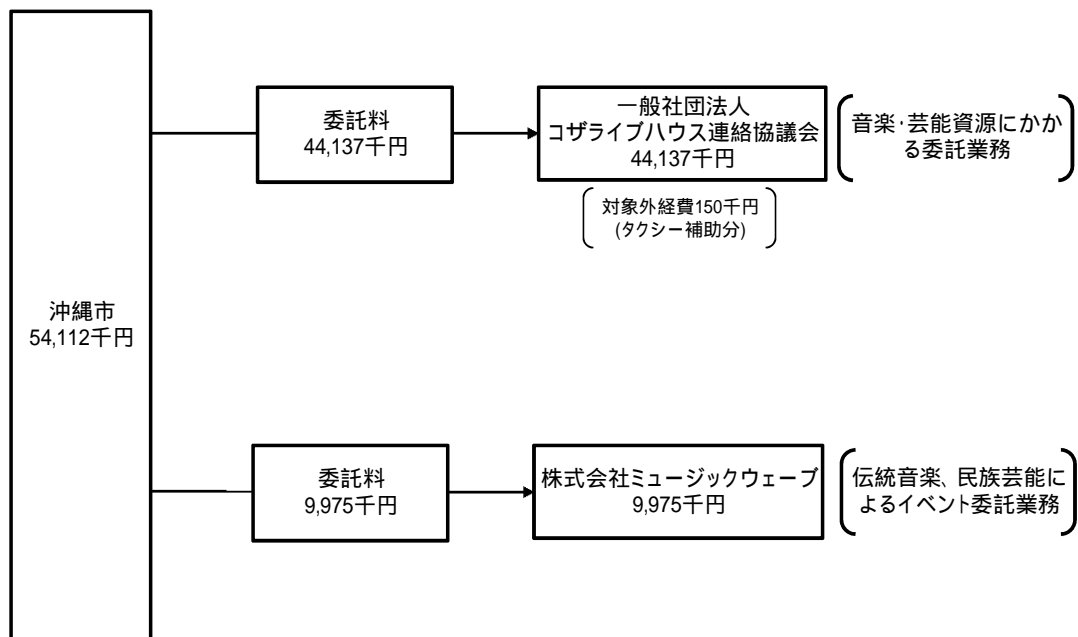 委託料
44,137千円
一般社団法人
コザライブハウス連絡協議会
44,137千円
音楽・芸能資源にかか
る委託業務
対象外経費150千円
(タクシー補助分)
沖縄市
54,112千円
委託料
9,975千円
株式会社ミュージックウェーブ
9,975千円
伝統音楽、民族芸能に
よるイベント委託業務